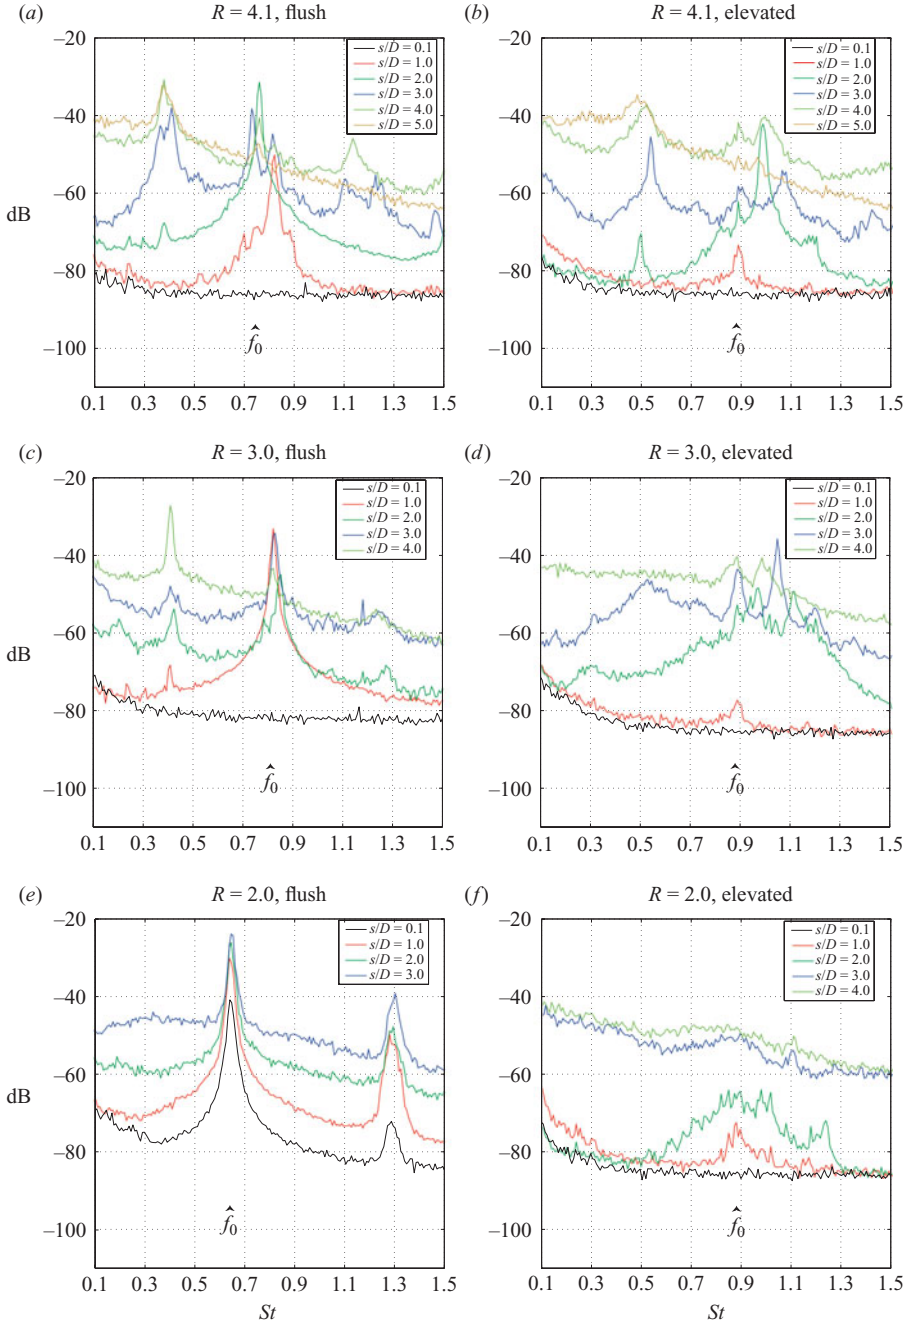 (a) R = 4.1, flush
–20
–40
–60
–80
–100
dB
s/D = 0.1
s/D = 1.0
s/D = 2.0
s/D = 3.0
s/D = 4.0
s/D = 5.0
^
f0
0.1 0.3 0.5 0.7 0.9 1.1 1.3 1.5
(b) R = 4.1, elevated
–20
–40
–60
–80
–100
s/D = 0.1
s/D = 1.0
s/D = 2.0
s/D = 3.0
s/D = 4.0
s/D = 5.0
^
f0
0.1 0.3 0.5 0.7 0.9 1.1 1.3 1.5
(c) R = 3.0, flush
–20
–40
–60
–80
–100
dB
s/D = 0.1
s/D = 1.0
s/D = 2.0
s/D = 3.0
s/D = 4.0
^
f0
0.1 0.3 0.5 0.7 0.9 1.1 1.3 1.5
(d) R = 3.0, elevated
–20
–40
–60
–80
–100
s/D = 0.1
s/D = 1.0
s/D = 2.0
s/D = 3.0
s/D = 4.0
^
f0
0.1 0.3 0.5 0.7 0.9 1.1 1.3 1.5
(e) R = 2.0, flush
–20
–40
–60
–80
–100
dB
s/D = 0.1
s/D = 1.0
s/D = 2.0
s/D = 3.0
^
f0
0.1 0.3 0.5 0.7 0.9 1.1 1.3 1.5
St
(f) R = 2.0, elevated
–20
–40
–60
–80
–100
s/D = 0.1
s/D = 1.0
s/D = 2.0
s/D = 3.0
s/D = 4.0
^
f0
0.1 0.3 0.5 0.7 0.9 1.1 1.3 1.5
St